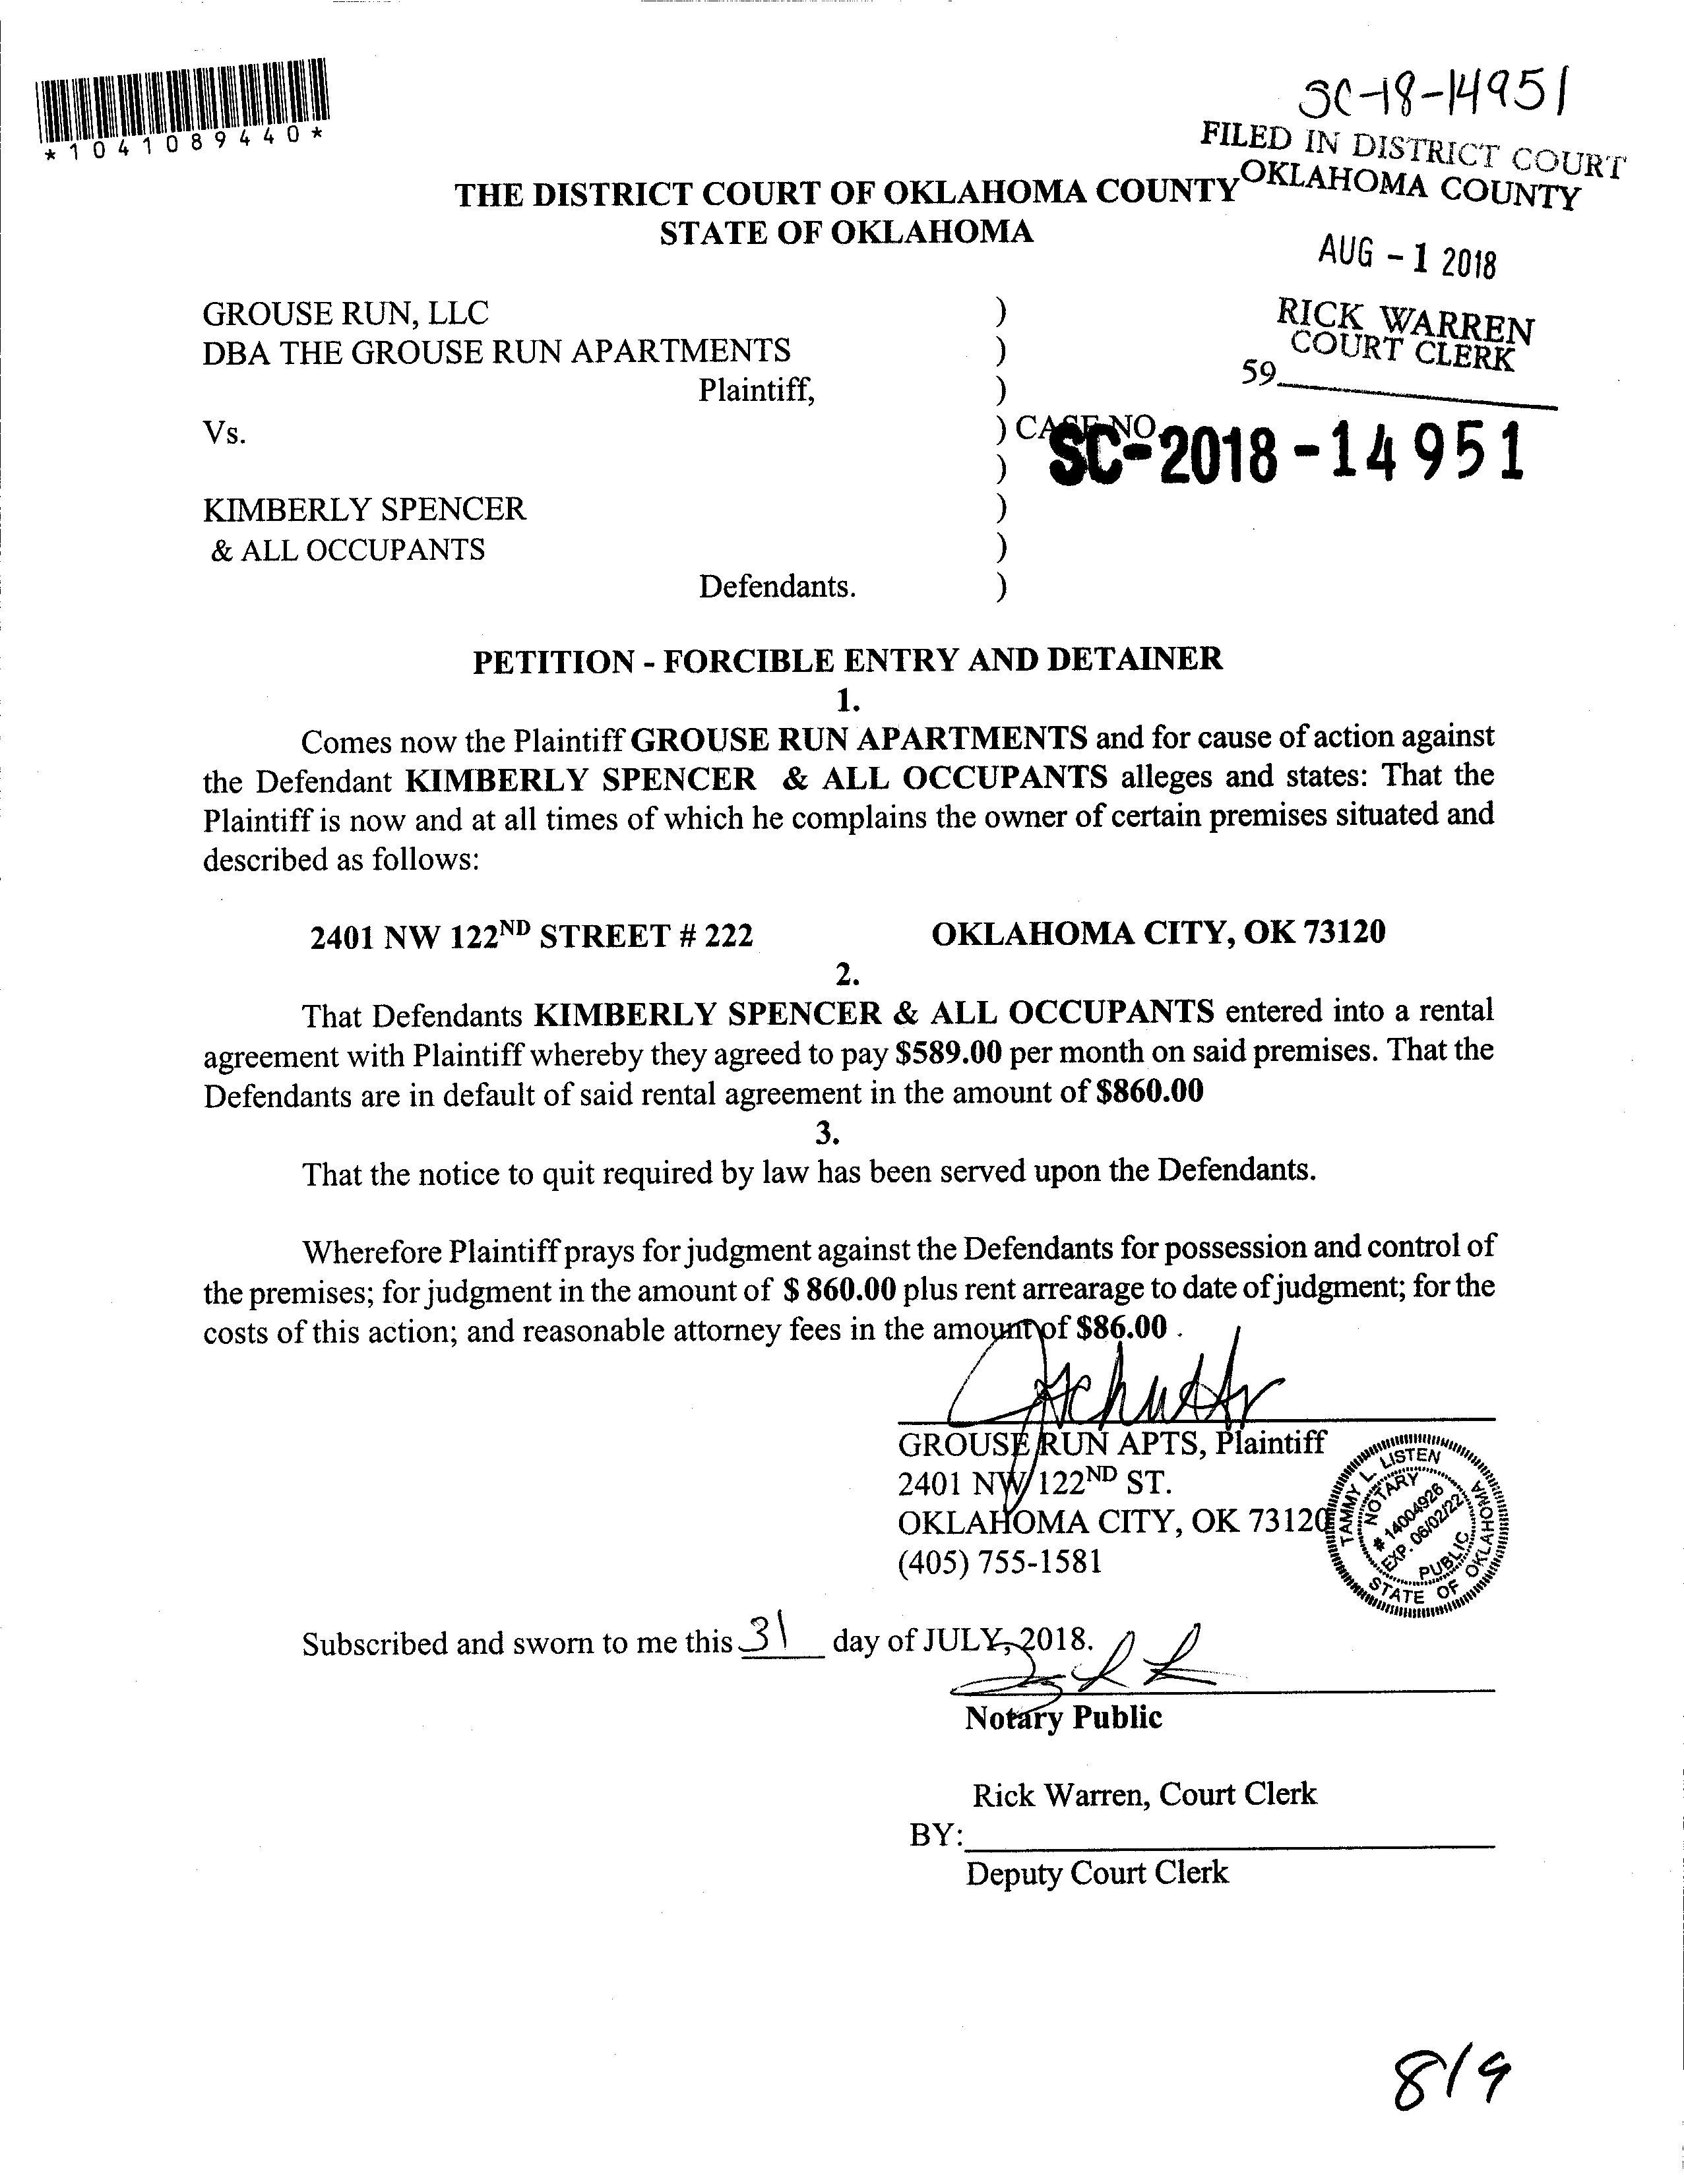 SC-18-14951
*1041089440*
FILED IN DISTRICT COURT
OKLAHOMA COUNTY
THE DISTRICT COURT OF OKLAHOMA COUNTY
STATE OF OKLAHOMA
AUG - 1 2018
RICK WARREN
COURT CLERK
59
GROUSE RUN, LLC )
DBA THE GROUSE RUN APARTMENTS )
Plaintiff, )
Vs. ) CASE NO.
SC-2018-14951
)
KIMBERLY SPENCER )
& ALL OCCUPANTS )
Defendants. )
PETITION - FORCIBLE ENTRY AND DETAINER
1.
Comes now the Plaintiff GROUSE RUN APARTMENTS and for cause of action against
the Defendant KIMBERLY SPENCER & ALL OCCUPANTS alleges and states: That the
Plaintiff is now and at all times of which he complains the owner of certain premises situated and
described as follows:
2401 NW 122ND STREET # 222 OKLAHOMA CITY, OK 73120
2.
That Defendants KIMBERLY SPENCER & ALL OCCUPANTS entered into a rental
agreement with Plaintiff whereby they agreed to pay $589.00 per month on said premises. That the
Defendants are in default of said rental agreement in the amount of $860.00
3.
That the notice to quit required by law has been served upon the Defendants.
Wherefore Plaintiff prays for judgment against the Defendants for possession and control of
the premises; for judgment in the amount of $ 860.00 plus rent arrearage to date of judgment; for the
costs of this action; and reasonable attorney fees in the amount of $86.00 .
GROUSE RUN APTS, Plaintiff
2401 NW 122ND ST.
OKLAHOMA CITY, OK 73120
(405) 755-1581
TAMMY L. LISTEN
NOTARY
# 14004926
EXP. 06/02/22
PUBLIC
STATE OF OKLAHOMA
Subscribed and sworn to me this 31 day of JULY, 2018.
Notary Public
Rick Warren, Court Clerk
BY:
Deputy Court Clerk
8/9